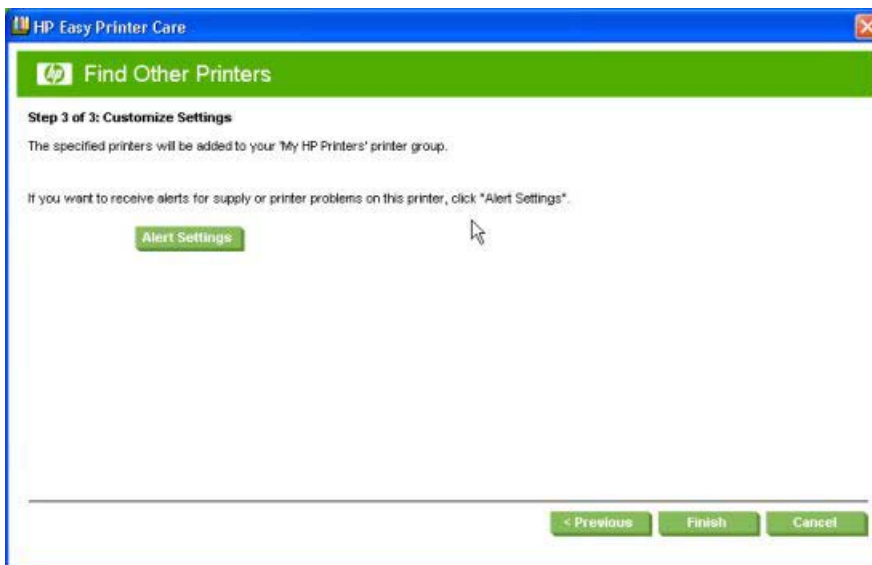 HP Easy Printer Care
hp Find Other Printers
Step 3 of 3: Customize Settings
The specified printers will be added to your 'My HP Printers' printer group.
If you want to receive alerts for supply or printer problems on this printer, click "Alert Settings".
Alert Settings
< Previous Finish Cancel